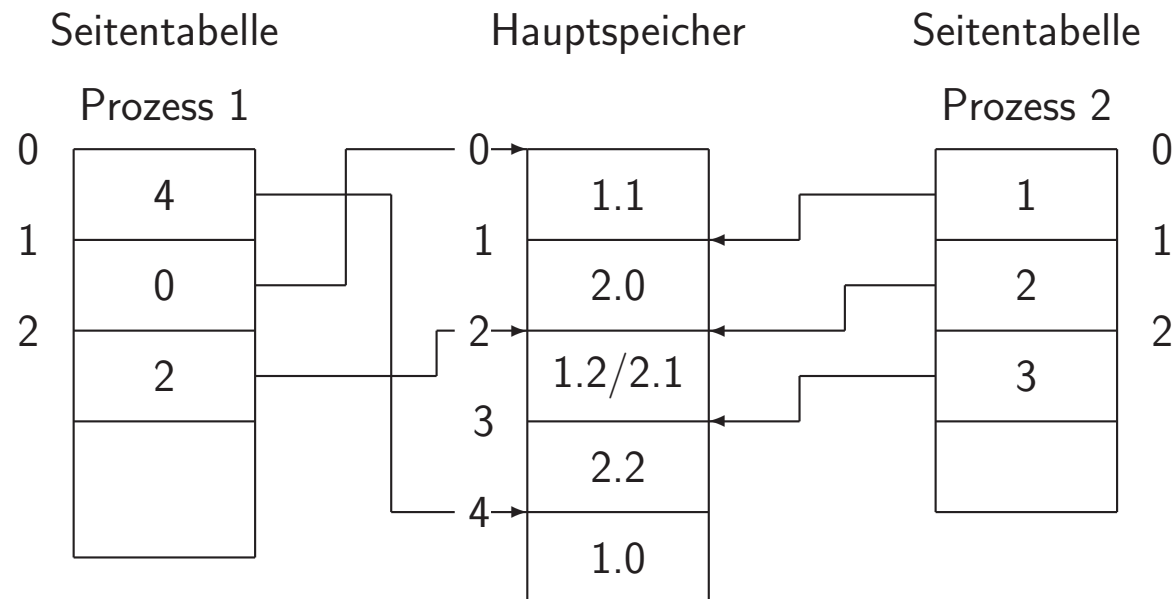 Seitentabelle Hauptspeicher Seitentabelle
Prozess 1 Prozess 2
0 0 0
4 1.1 1
1 1 1
0 2.0 2
2 2 2
2 1.2/2.1 3
3
2.2
4
1.0